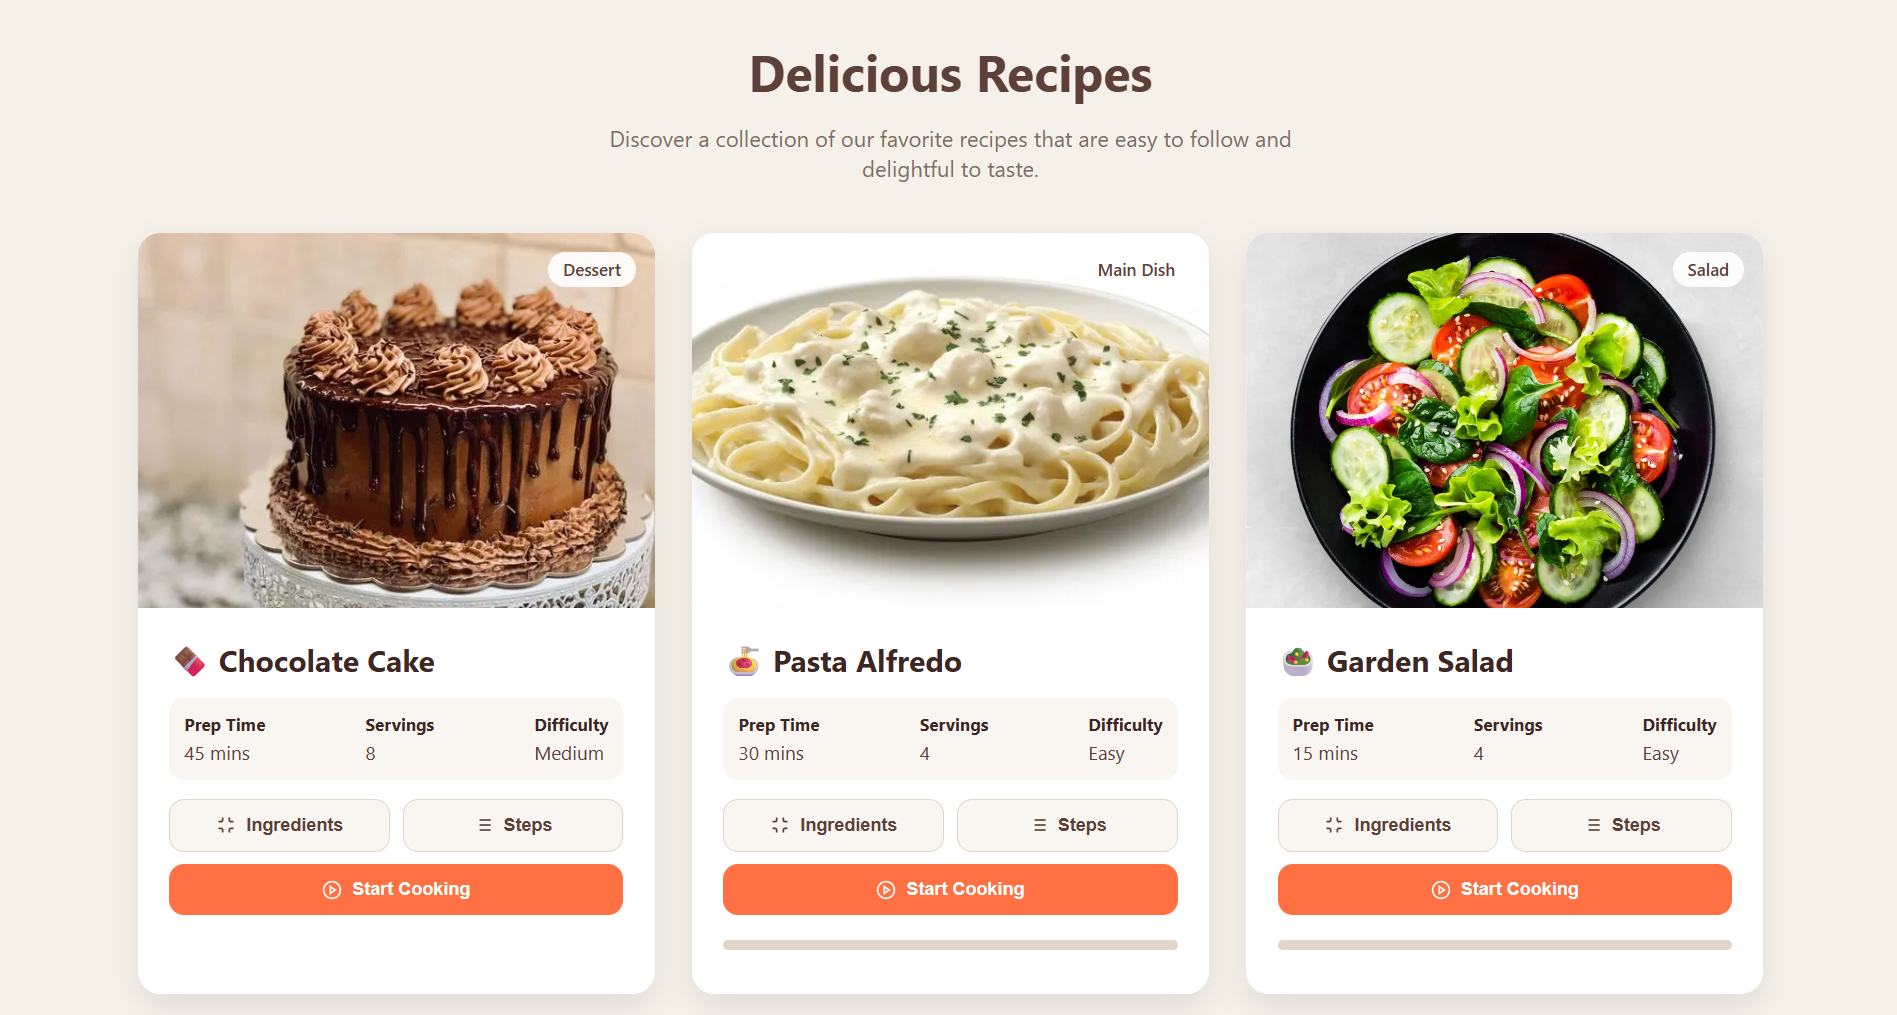 Delicious Recipes
Discover a collection of our favorite recipes that are easy to follow and
delightful to taste.
Dessert
Main Dish
Salad
Chocolate Cake
Prep Time
Servings
Difficulty
45 mins
8
Medium
Ingredients
Steps
Start Cooking
Pasta Alfredo
Prep Time
Servings
Difficulty
30 mins
4
Easy
Ingredients
Steps
Start Cooking
Garden Salad
Prep Time
Servings
Difficulty
15 mins
4
Easy
Ingredients
Steps
Start Cooking